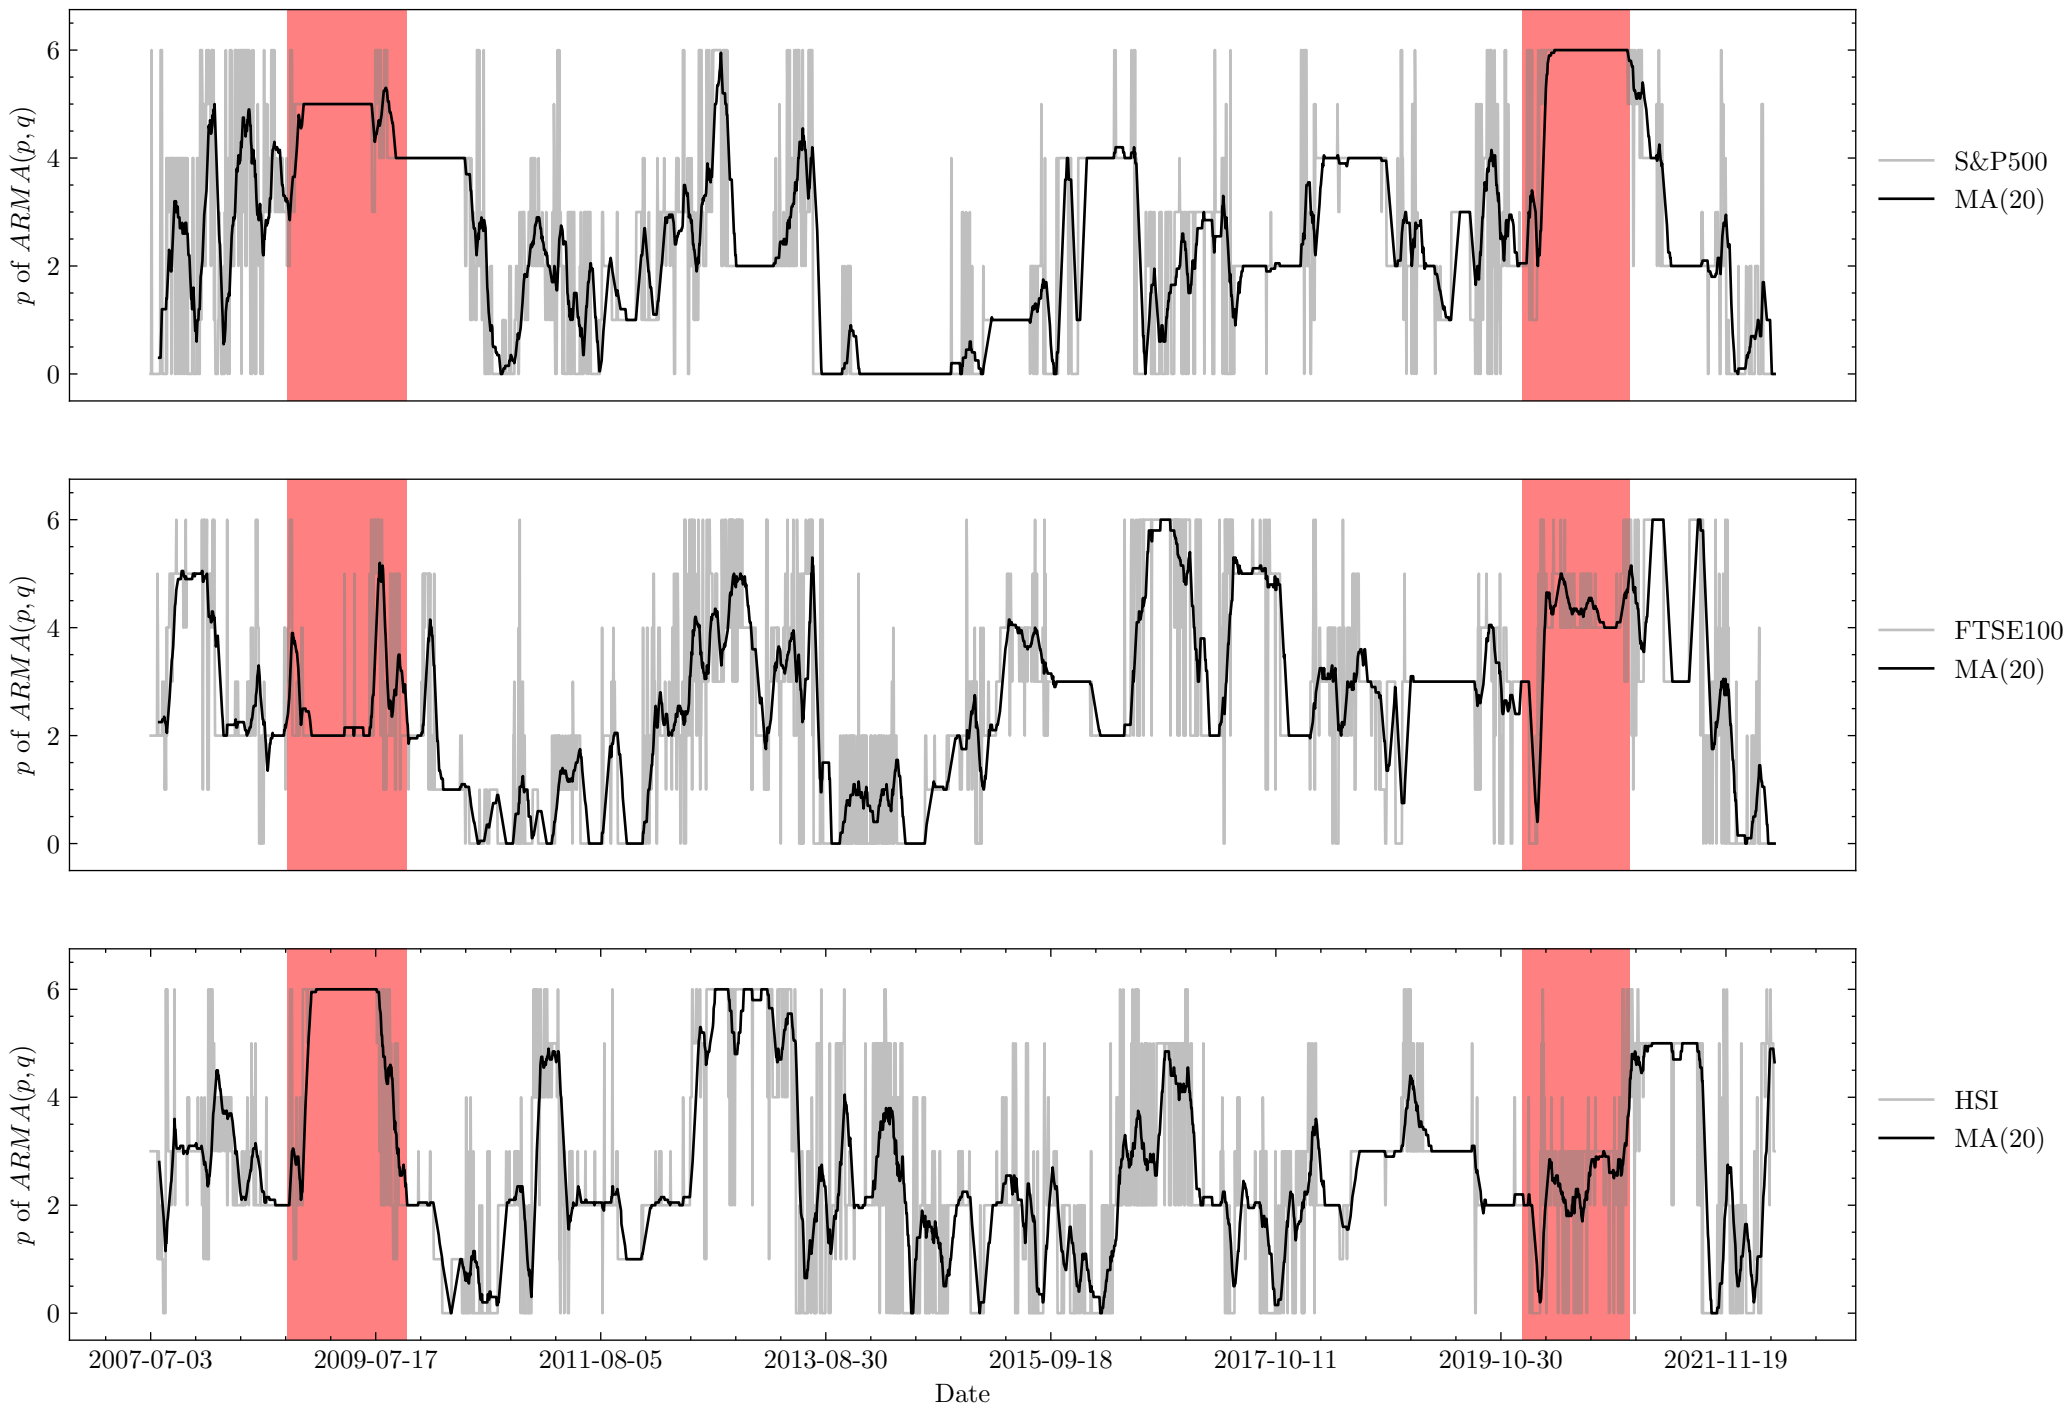 p of ARMA(p, q)
6
4
2
0
S&P500
MA(20)
p of ARMA(p, q)
6
4
2
0
FTSE100
MA(20)
p of ARMA(p, q)
6
4
2
0
HSI
MA(20)
2007-07-03 2009-07-17 2011-08-05 2013-08-30 2015-09-18 2017-10-11 2019-10-30 2021-11-19
Date